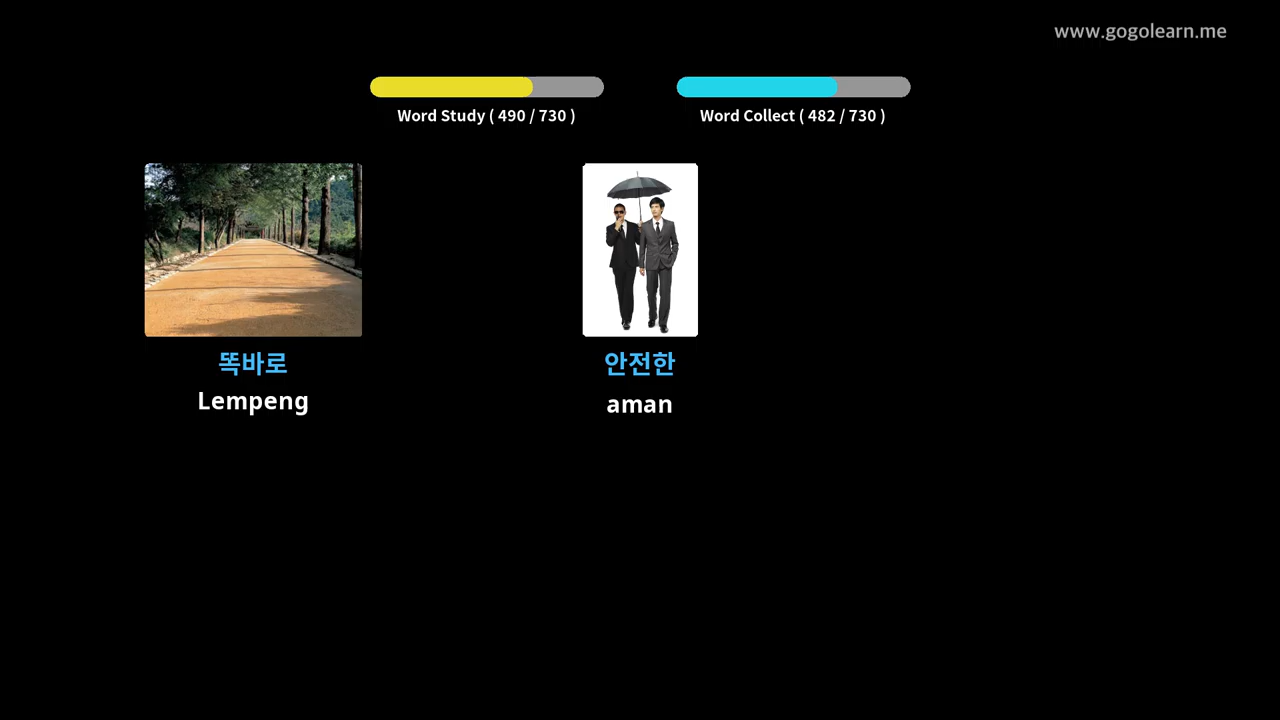 www.gogolearn.me
Word Study ( 490 / 730 )
Word Collect ( 482 / 730 )
똑바로
Lempeng
안전한
aman